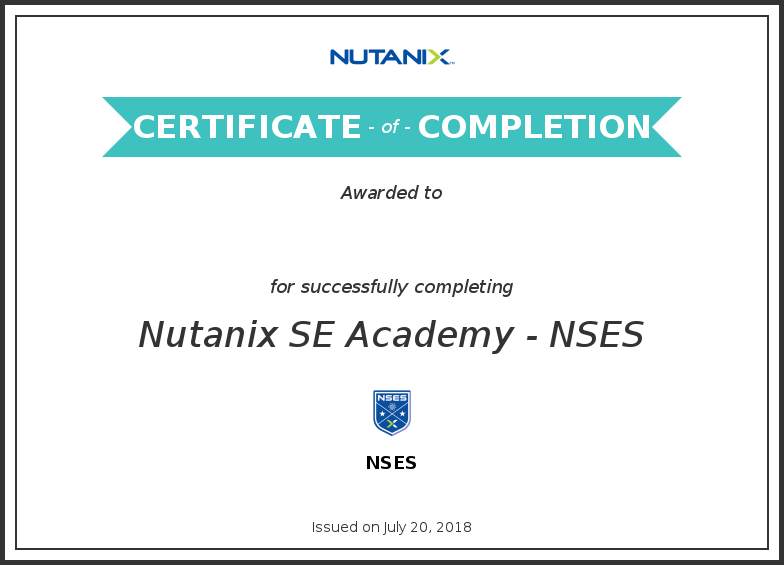 NUTANIX™
CERTIFICATE - of - COMPLETION
Awarded to
for successfully completing
Nutanix SE Academy - NSES
NSES
NSES
Issued on July 20, 2018